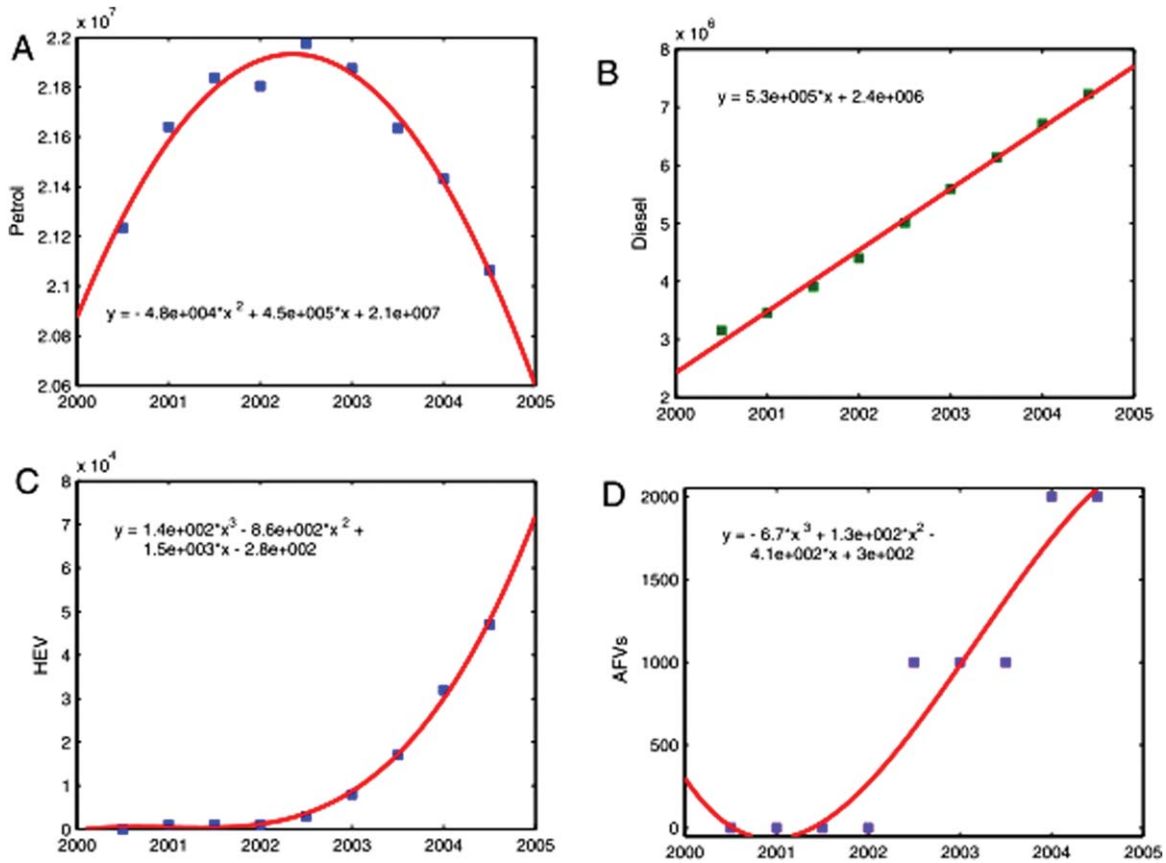 A
x 10^7
2.2
2.18
2.16
2.14
2.12
2.1
2.08
2.06
Petrol
y = - 4.8e+004*x^2 + 4.5e+005*x + 2.1e+007
2000 2001 2002 2003 2004 2005
B
x 10^6
8
7
6
5
4
3
2
Diesel
y = 5.3e+005*x + 2.4e+006
2000 2001 2002 2003 2004 2005
C
x 10^4
8
7
6
5
4
3
2
1
0
HEV
y = 1.4e+002*x^3 - 8.6e+002*x^2 +
1.5e+003*x - 2.8e+002
2000 2001 2002 2003 2004 2005
D
2000
1500
1000
500
0
AFVs
y = - 6.7*x^3 + 1.3e+002*x^2 -
4.1e+002*x + 3e+002
2000 2001 2002 2003 2004 2005